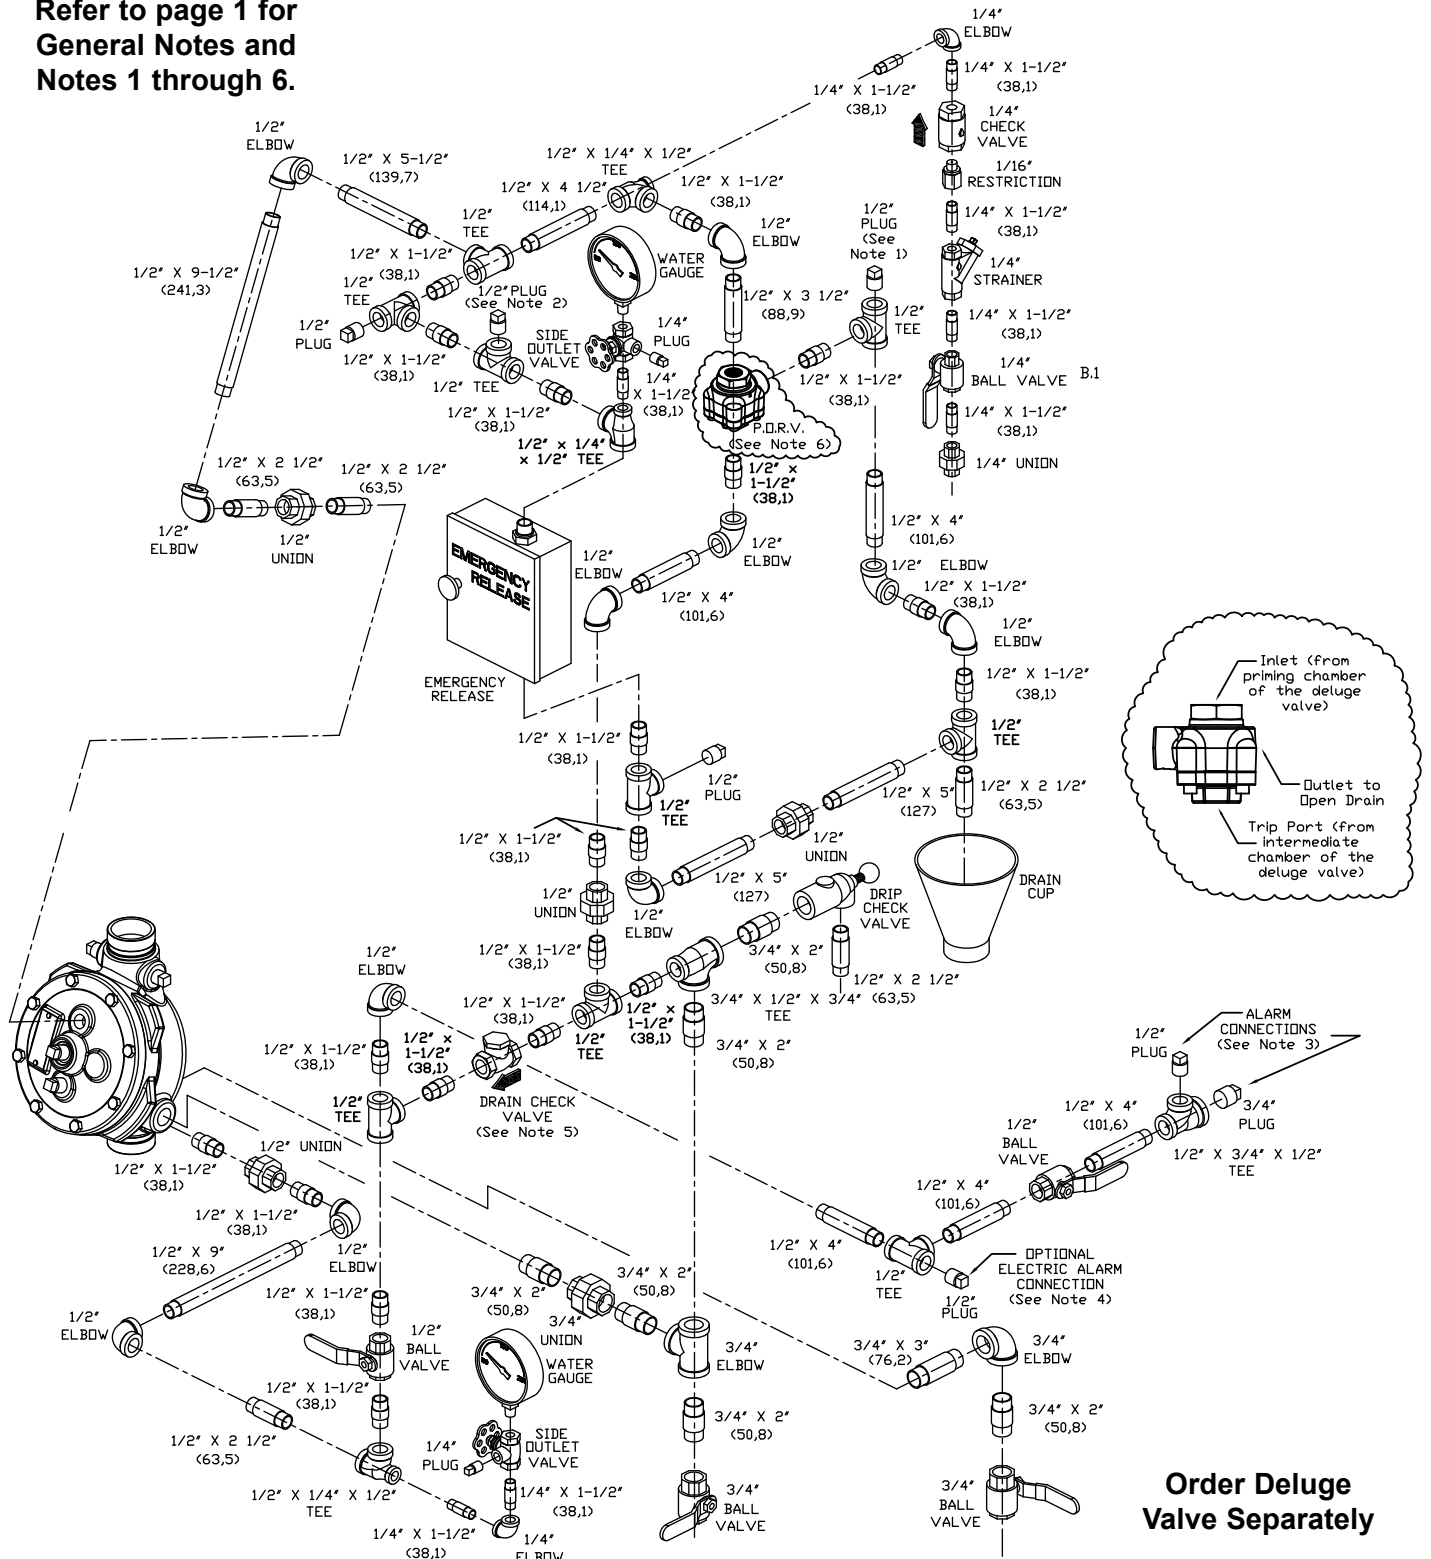 Refer to page 1 for
General Notes and
Notes 1 through 6.
1/4"
ELBOW
1/4" X 1-1/2"
(38,1)
1/4" X 1-1/2"
(38,1)
1/4"
CHECK
VALVE
1/16"
RESTRICTION
1/4" X 1-1/2"
(38,1)
1/4"
STRAINER
1/4" X 1-1/2"
(38,1)
1/4"
BALL VALVE
B.1
1/4" X 1-1/2"
(38,1)
1/4" UNION
1/2"
ELBOW
1/2" X 5-1/2"
(139,7)
1/2" X 1/4" X 1/2"
TEE
1/2" X 4 1/2"
(114,1)
1/2" X 1-1/2"
(38,1)
1/2"
TEE
1/2"
ELBOW
1/2"
PLUG
(See
Note 1)
1/2" X 9-1/2"
(241,3)
1/2" X 1-1/2"
(38,1)
1/2"
TEE
1/2"PLUG
(See Note 2)
WATER
GAUGE
1/2" X 3 1/2"
(88,9)
1/2"
TEE
1/2"
PLUG
1/2" X 1-1/2"
(38,1)
1/2" TEE
SIDE
OUTLET
VALVE
1/4"
PLUG
1/4"
X 1-1/2"
(38,1)
1/2" X 1-1/2"
(38,1)
1/2" X 1-1/2"
(38,1)
1/2" x 1/4"
x 1/2" TEE
P.O.R.V.
(See Note 6)
1/2" x
1-1/2"
(38,1)
1/2" X 2 1/2"
(63,5)
1/2" X 2 1/2"
(63,5)
1/2"
ELBOW
1/2"
UNION
EMERGENCY
RELEASE
EMERGENCY
RELEASE
1/2"
ELBOW
1/2"
ELBOW
1/2" X 4"
(101,6)
1/2" X 4"
(101,6)
1/2" ELBOW
1/2" X 1-1/2"
(38,1)
1/2"
ELBOW
1/2" X 1-1/2"
(38,1)
1/2"
TEE
1/2" X 2 1/2"
(63,5)
Inlet (from
priming chamber
of the deluge
valve)
Outlet to
Open Drain
Trip Port (from
intermediate
chamber of the
deluge valve)
1/2" X 1-1/2"
(38,1)
1/2"
PLUG
1/2"
TEE
1/2" X 5"
(127)
1/2"
UNION
1/2" X 1-1/2"
(38,1)
1/2" X 5"
(127)
DRAIN
CUP
DRIP
CHECK
VALVE
1/2"
UNION
1/2"
ELBOW
1/2" X 1-1/2"
(38,1)
3/4" X 2"
(50,8)
1/2" X 2 1/2"
(63,5)
1/2"
ELBOW
1/2" X 1-1/2"
(38,1)
1/2"
TEE
1/2" x
1-1/2"
(38,1)
3/4" X 1/2" X 3/4"
TEE
3/4" X 2"
(50,8)
1/2" X 1-1/2"
(38,1)
1/2" x
1-1/2"
(38,1)
1/2"
TEE
DRAIN CHECK
VALVE
(See Note 5)
ALARM
CONNECTIONS
(See Note 3)
1/2"
PLUG
3/4"
PLUG
1/2" X 4"
(101,6)
1/2" X 3/4" X 1/2"
TEE
1/2"
BALL
VALVE
1/2" X 4"
(101,6)
1/2" X 4"
(101,6)
1/2"
TEE
1/2"
PLUG
OPTIONAL
ELECTRIC ALARM
CONNECTION
(See Note 4)
1/2" UNION
1/2" X 1-1/2"
(38,1)
1/2" X 1-1/2"
(38,1)
1/2"
ELBOW
1/2" X 9"
(228,6)
1/2"
ELBOW
1/2" X 1-1/2"
(38,1)
1/2"
BALL
VALVE
1/2" X 1-1/2"
(38,1)
1/2" X 2 1/2"
(63,5)
1/2" X 1/4" X 1/2"
TEE
1/4" X 1-1/2"
(38,1)
1/4"
ELBOW
1/4" X 1-1/2"
(38,1)
1/4"
PLUG
SIDE
OUTLET
VALVE
WATER
GAUGE
3/4" X 2"
(50,8)
3/4"
UNION
3/4" X 2"
(50,8)
3/4"
ELBOW
3/4" X 2"
(50,8)
3/4"
BALL
VALVE
3/4" X 3"
(76,2)
3/4"
ELBOW
3/4" X 2"
(50,8)
3/4"
BALL
VALVE
Order Deluge
Valve Separately